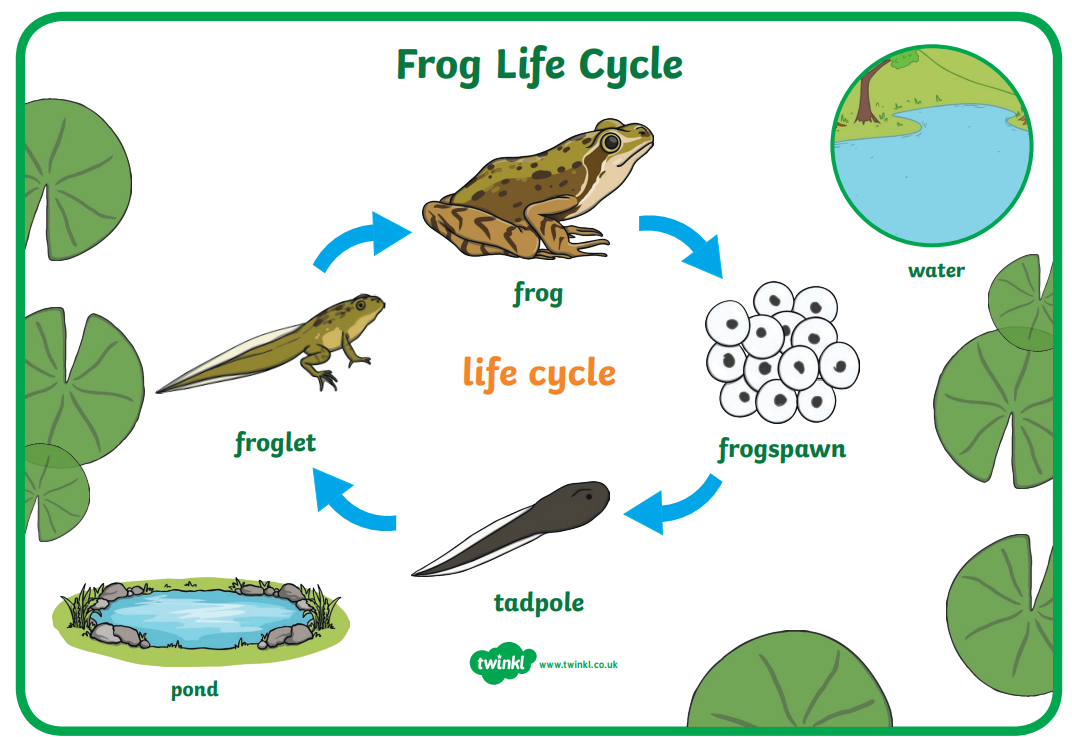 Frog Life Cycle
water
frog
life cycle
froglet
frogspawn
tadpole
pond
twinkl www.twinkl.co.uk